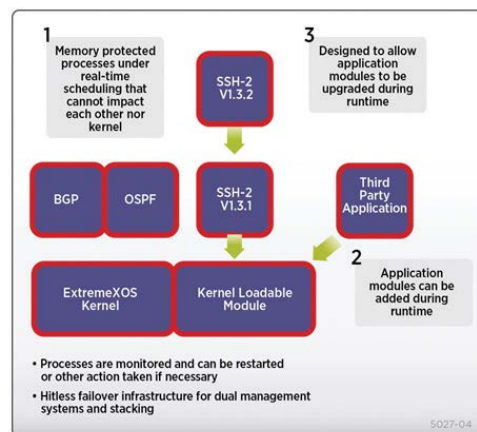 1
Memory protected
processes under
real-time
scheduling that
cannot impact
each other nor
kernel
SSH-2
V1.3.2
3
Designed to allow
application
modules to be
upgraded during
runtime
BGP
OSPF
SSH-2
V1.3.1
Third
Party
Application
ExtremeXOS
Kernel
Kernel Loadable
Module
2
Application
modules can be
added during
runtime
• Processes are monitored and can be restarted
or other action taken if necessary
• Hitless failover infrastructure for dual management
systems and stacking
5027-04